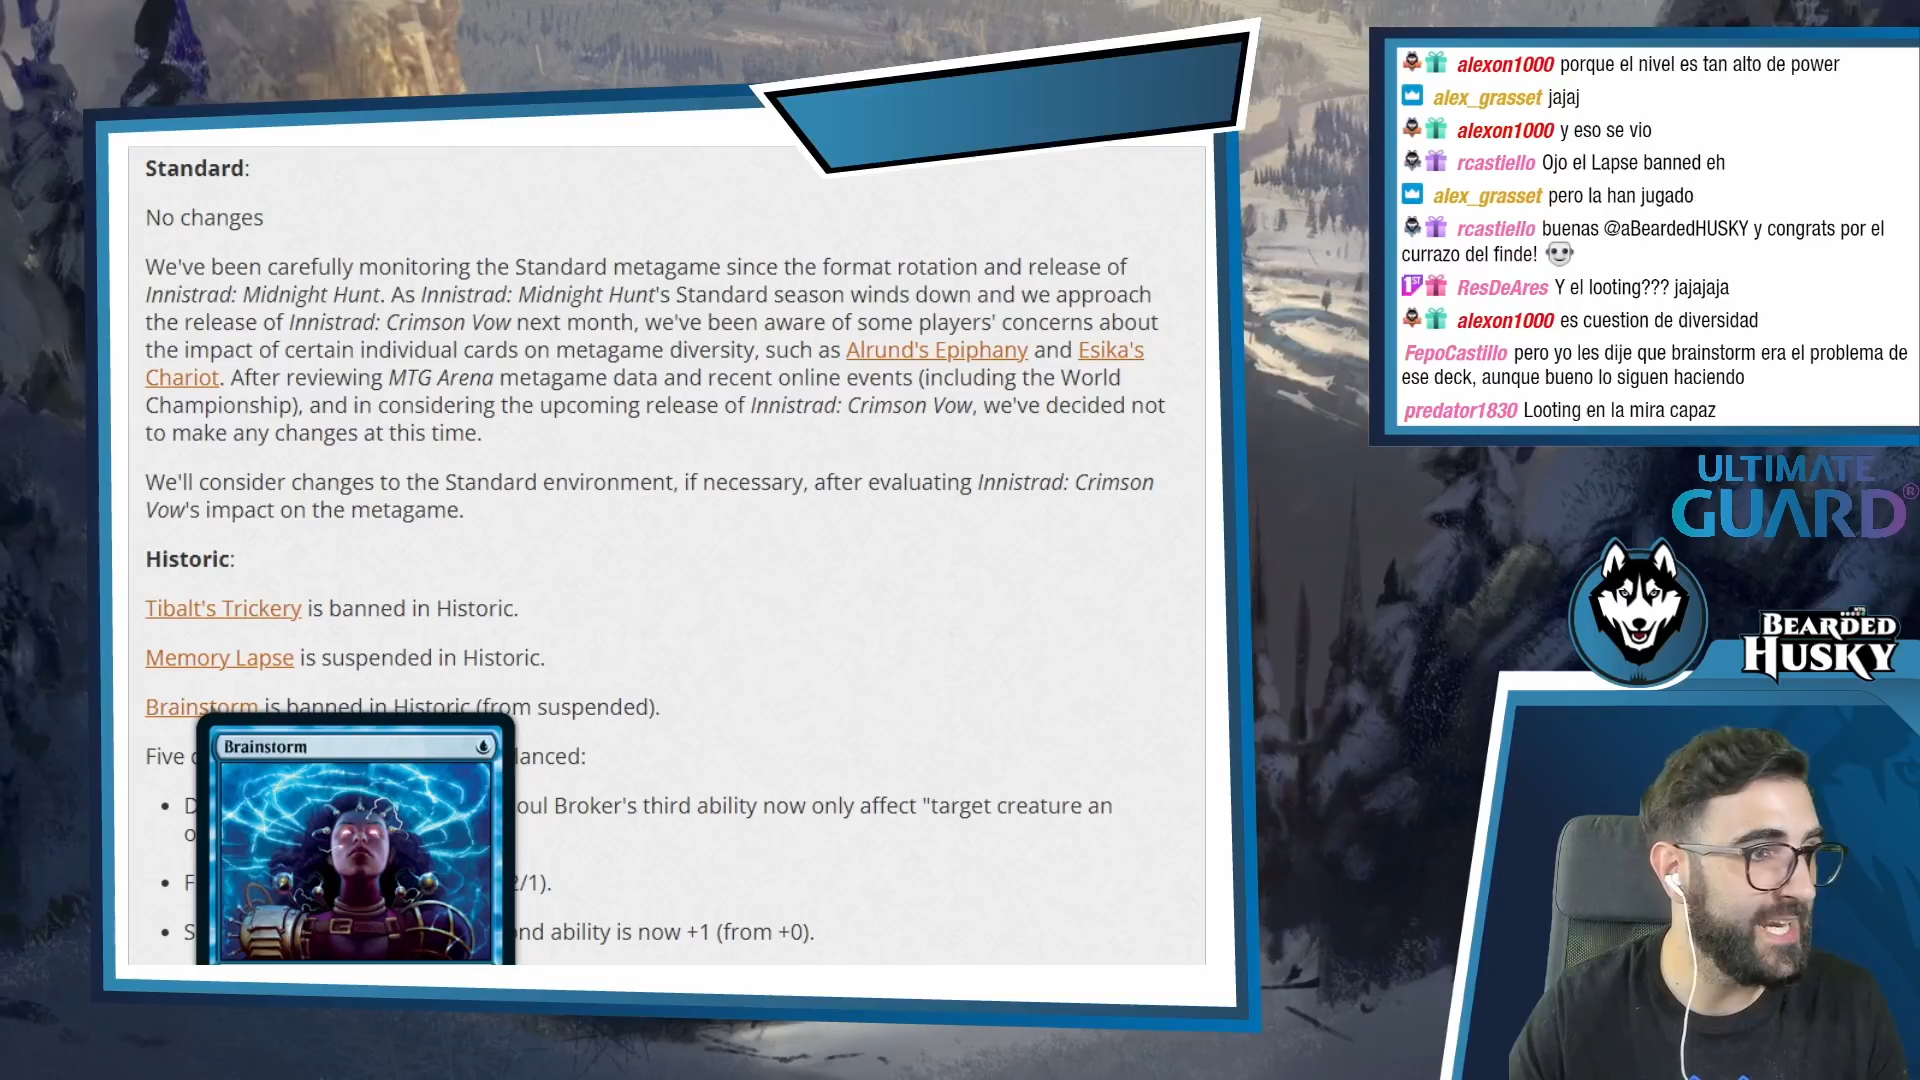 Standard:
No changes
We've been carefully monitoring the Standard metagame since the format rotation and release of
Innistrad: Midnight Hunt. As Innistrad: Midnight Hunt's Standard season winds down and we approach
the release of Innistrad: Crimson Vow next month, we've been aware of some players' concerns about
the impact of certain individual cards on metagame diversity, such as Alrund's Epiphany and Esika's
Chariot. After reviewing MTG Arena metagame data and recent online events (including the World
Championship), and in considering the upcoming release of Innistrad: Crimson Vow, we've decided not
to make any changes at this time.
We'll consider changes to the Standard environment, if necessary, after evaluating Innistrad: Crimson
Vow's impact on the metagame.
Historic:
Tibalt's Trickery is banned in Historic.
Memory Lapse is suspended in Historic.
Brainstorm is banned in Historic (from suspended).
Five
Brainstorm
Broker's third ability now only affect "target creature an
2/1).
ability is now +1 (from +0).
alexon1000 porque el nivel es tan alto de power
alex_grasset jajaj
alexon1000 y eso se vio
rcastiello Ojo el Lapse banned eh
alex_grasset pero la han jugado
rcastiello buenas @aBeardedHUSKY y congrats por el
currazo del finde!
1ST ResDeAres Y el looting??? jajajaja
alexon1000 es cuestion de diversidad
FepoCastillo pero yo les dije que brainstorm era el problema de
ese deck, aunque bueno lo siguen haciendo
predator1830 Looting en la mira capaz
ULTIMATE
GUARD®
BEARDED
HUSKY